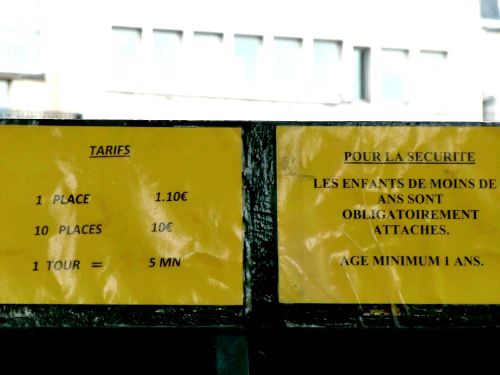 TARIFS
1 PLACE 1.10€
10 PLACES 10€
1 TOUR = 5 MN
POUR LA SECURITE
LES ENFANTS DE MOINS DE
ANS SONT
OBLIGATOIREMENT
ATTACHES.
AGE MINIMUM 1 ANS.